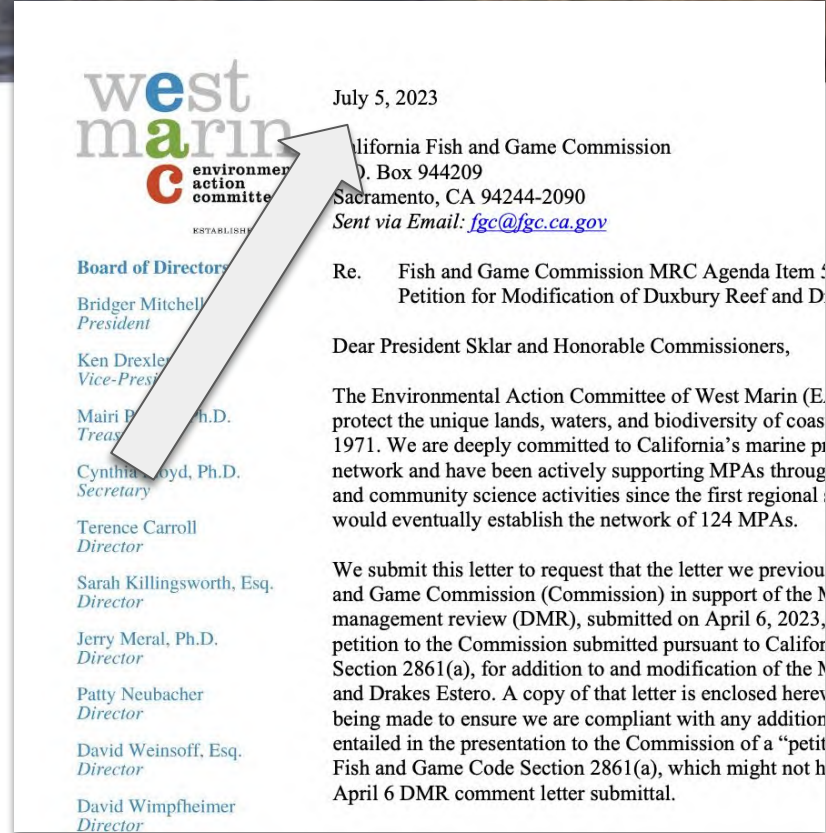 west
marin
eac
environmen
action
committe
ESTABLISH
Board of Directors
Bridger Mitchell
President
Ken Drexle
Vice-Presi
Mairi P h.D.
Treas
Cynthia oyd, Ph.D.
Secretary
Terence Carroll
Director
Sarah Killingsworth, Esq.
Director
Jerry Meral, Ph.D.
Director
Patty Neubacher
Director
David Weinsoff, Esq.
Director
David Wimpfheimer
Director
July 5, 2023
lifornia Fish and Game Commission
O. Box 944209
Sacramento, CA 94244-2090
Sent via Email: fgc@fgc.ca.gov
Re. Fish and Game Commission MRC Agenda Item 5
Petition for Modification of Duxbury Reef and D
Dear President Sklar and Honorable Commissioners,
The Environmental Action Committee of West Marin (EA
protect the unique lands, waters, and biodiversity of coas
1971. We are deeply committed to California’s marine pr
network and have been actively supporting MPAs throug
and community science activities since the first regional
would eventually establish the network of 124 MPAs.
We submit this letter to request that the letter we previou
and Game Commission (Commission) in support of the M
management review (DMR), submitted on April 6, 2023,
petition to the Commission submitted pursuant to Califor
Section 2861(a), for addition to and modification of the M
and Drakes Estero. A copy of that letter is enclosed herew
being made to ensure we are compliant with any addition
entailed in the presentation to the Commission of a “petit
Fish and Game Code Section 2861(a), which might not h
April 6 DMR comment letter submittal.